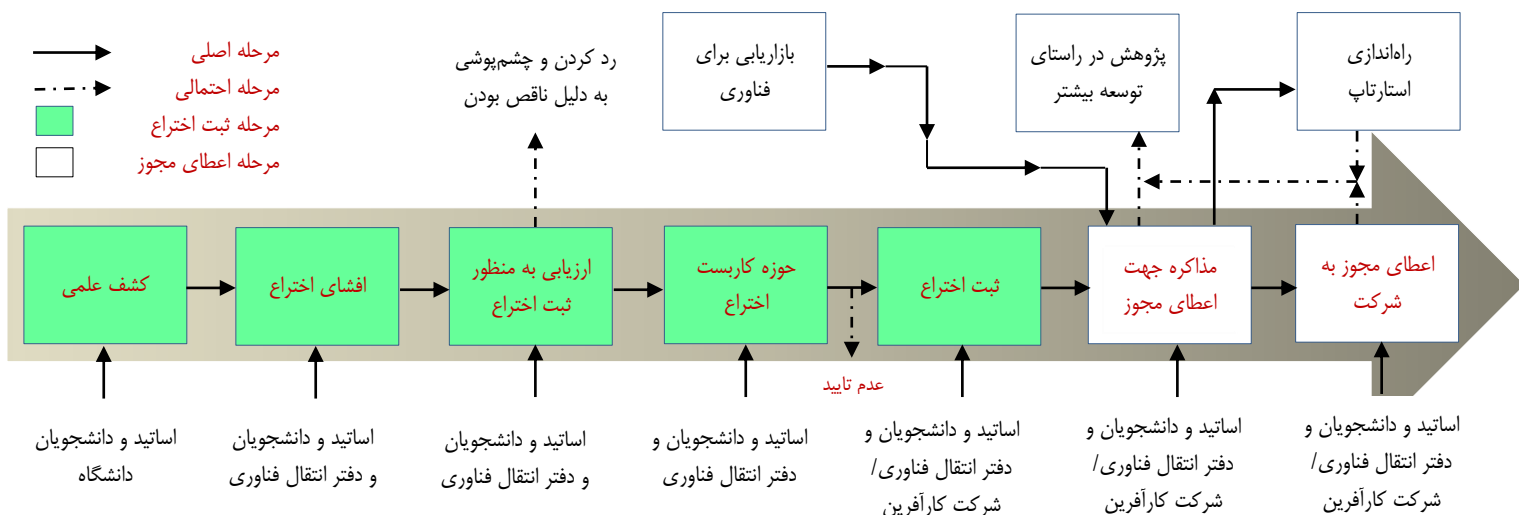 مرحله اصلی
مرحله احتمالی
مرحله ثبت اختراع
مرحله اعطای مجوز
رد کردن و چشم‌پوشی
به دلیل ناقص بودن
بازاریابی برای
فناوری
پژوهش در راستای
توسعه بیشتر
راه‌اندازی
استارتاپ
کشف علمی
افشای اختراع
ارزیابی به منظور
ثبت اختراع
حوزه کاربست
اختراع
ثبت اختراع
مذاکره جهت
اعطای مجوز
اعطای مجوز به
شرکت
عدم تایید
اساتید و دانشجویان
دانشگاه
اساتید و دانشجویان
و دفتر انتقال فناوری
اساتید و دانشجویان
و دفتر انتقال فناوری
اساتید و دانشجویان و
دفتر انتقال فناوری
اساتید و دانشجویان و
دفتر انتقال فناوری/
شرکت کارآفرین
اساتید و دانشجویان و
دفتر انتقال فناوری/
شرکت کارآفرین
اساتید و دانشجویان و
دفتر انتقال فناوری/
شرکت کارآفرین